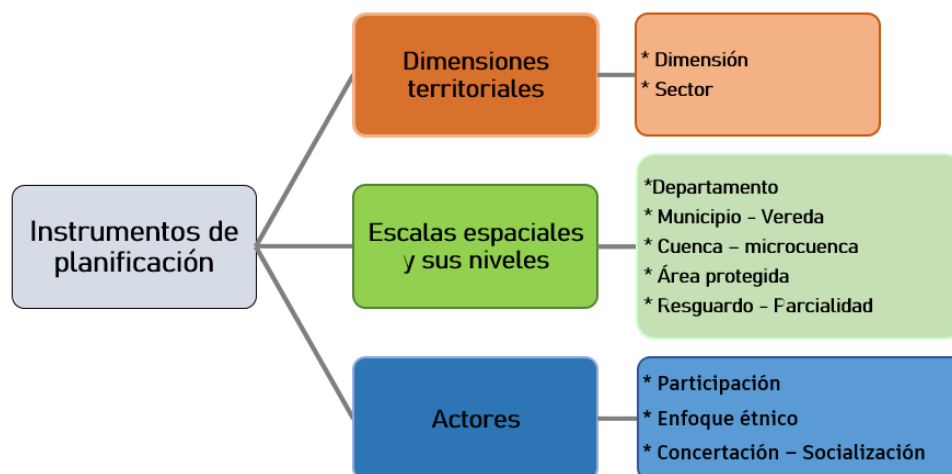 Instrumentos de
planificación
Dimensiones
territoriales
* Dimensión
* Sector
Escalas espaciales
y sus niveles
*Departamento
* Municipio - Vereda
* Cuenca – microcuenca
* Área protegida
* Resguardo - Parcialidad
Actores
* Participación
* Enfoque étnico
* Concertación – Socialización